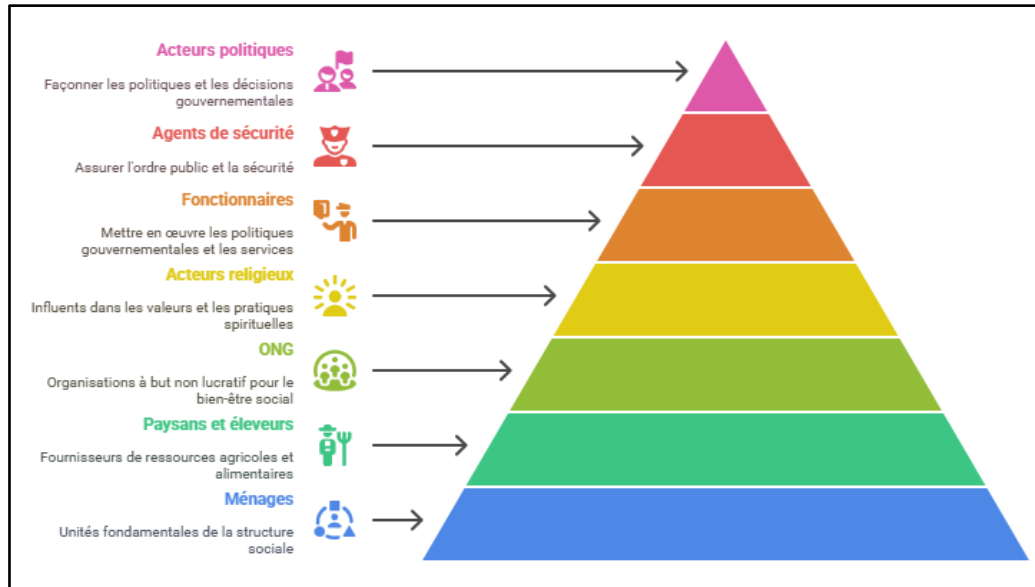 Acteurs politiques
Façonner les politiques et les décisions
gouvernementales
Agents de sécurité
Assurer l'ordre public et la sécurité
Fonctionnaires
Mettre en œuvre les politiques
gouvernementales et les services
Acteurs religieux
Influents dans les valeurs et les pratiques
spirituelles
ONG
Organisations à but non lucratif pour le
bien-être social
Paysans et éleveurs
Fournisseurs de ressources agricoles et
alimentaires
Ménages
Unités fondamentales de la structure
sociale